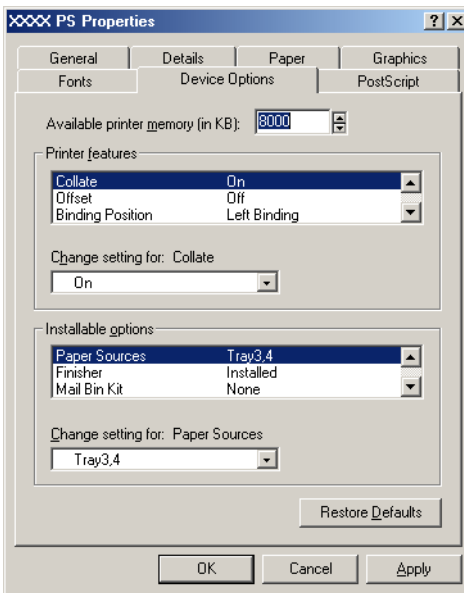 XXXX PS Properties
General Details Paper Graphics
Fonts Device Options PostScript
Available printer memory (in KB): 8000
Printer features
Collate On
Offset Off
Binding Position Left Binding
Change setting for: Collate
On
Installable options
Paper Sources Tray3,4
Finisher Installed
Mail Bin Kit None
Change setting for: Paper Sources
Tray3,4
Restore Defaults
OK Cancel Apply